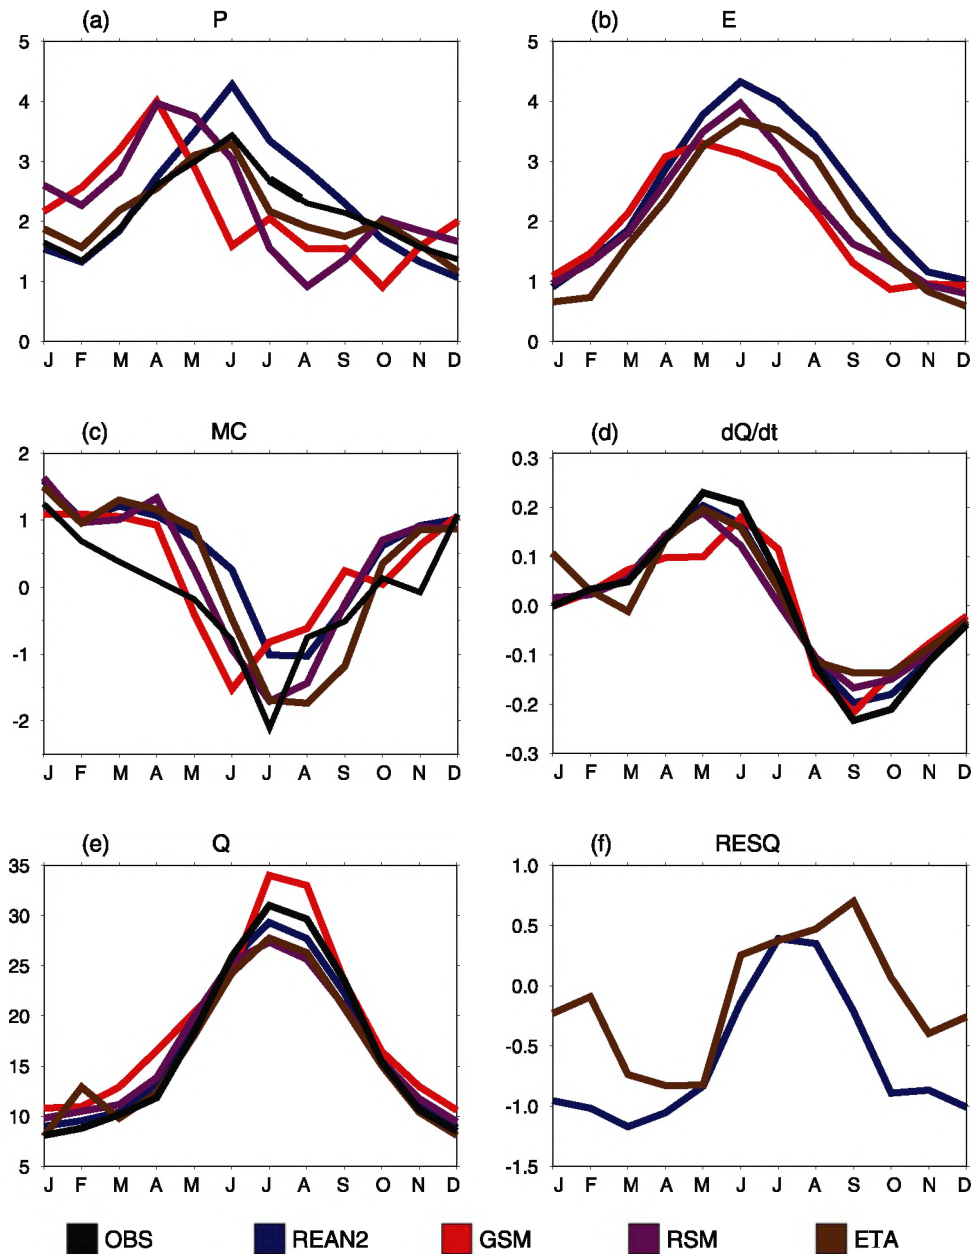 (a) P
(b) E
5
4
3
2
1
0
J F M A M J J A S O N D
5
4
3
2
1
0
J F M A M J J A S O N D
(c) MC
(d) dQ/dt
2
1
0
-1
-2
J F M A M J J A S O N D
0.3
0.2
0.1
0.0
-0.1
-0.2
-0.3
J F M A M J J A S O N D
(e) Q
(f) RESQ
35
30
25
20
15
10
5
J F M A M J J A S O N D
1.0
0.5
0.0
-0.5
-1.0
-1.5
J F M A M J J A S O N D
OBS REAN2 GSM RSM ETA